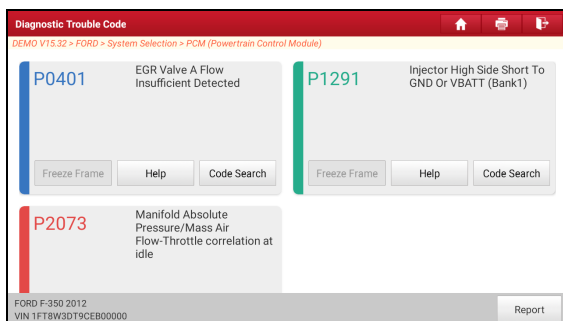 Diagnostic Trouble Code
DEMO V15.32 > FORD > System Selection > PCM (Powertrain Control Module)
P0401
EGR Valve A Flow
Insufficient Detected
Freeze Frame
Help
Code Search
P1291
Injector High Side Short To
GND Or VBATT (Bank1)
Freeze Frame
Help
Code Search
P2073
Manifold Absolute
Pressure/Mass Air
Flow-Throttle correlation at
idle
FORD F-350 2012
VIN 1FT8W3DT9CEB00000
Report